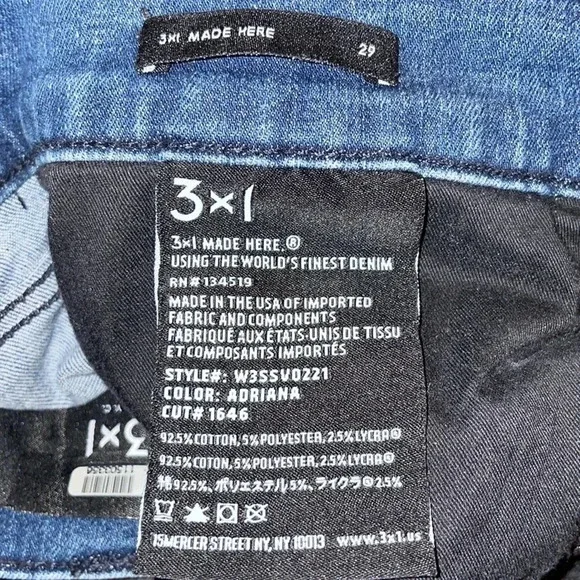 3x1 MADE HERE 29
3x1
3x1 MADE HERE.®
USING THE WORLD'S FINEST DENIM
RN# 134519
MADE IN THE USA OF IMPORTED
FABRIC AND COMPONENTS
FABRIQUÉ AUX ÉTATS-UNIS DE TISSU
ET COMPOSANTS IMPORTÉS
STYLE#: W3SSV0221
COLOR: ADRIANA
CUT# 1646
92.5% COTTON, 5% POLYESTER, 2.5% LYCRA®
92.5% COTON, 5% POLYESTER, 2.5% LYCRA®
綿 92.5%、ポリエステル 5%、ライクラ® 2.5%
15 MERCER STREET NY, NY, 10013 www.3x1.us
3x1